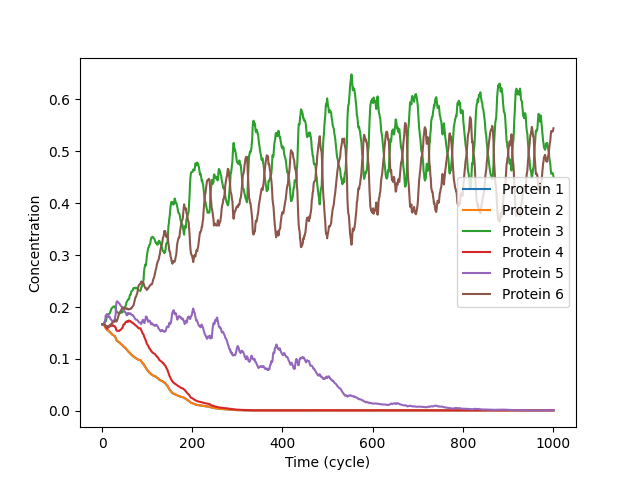 0.6
0.5
0.4
0.3
0.2
0.1
0.0
Concentration
0
200
400
600
800
1000
Time (cycle)
Protein 1
Protein 2
Protein 3
Protein 4
Protein 5
Protein 6